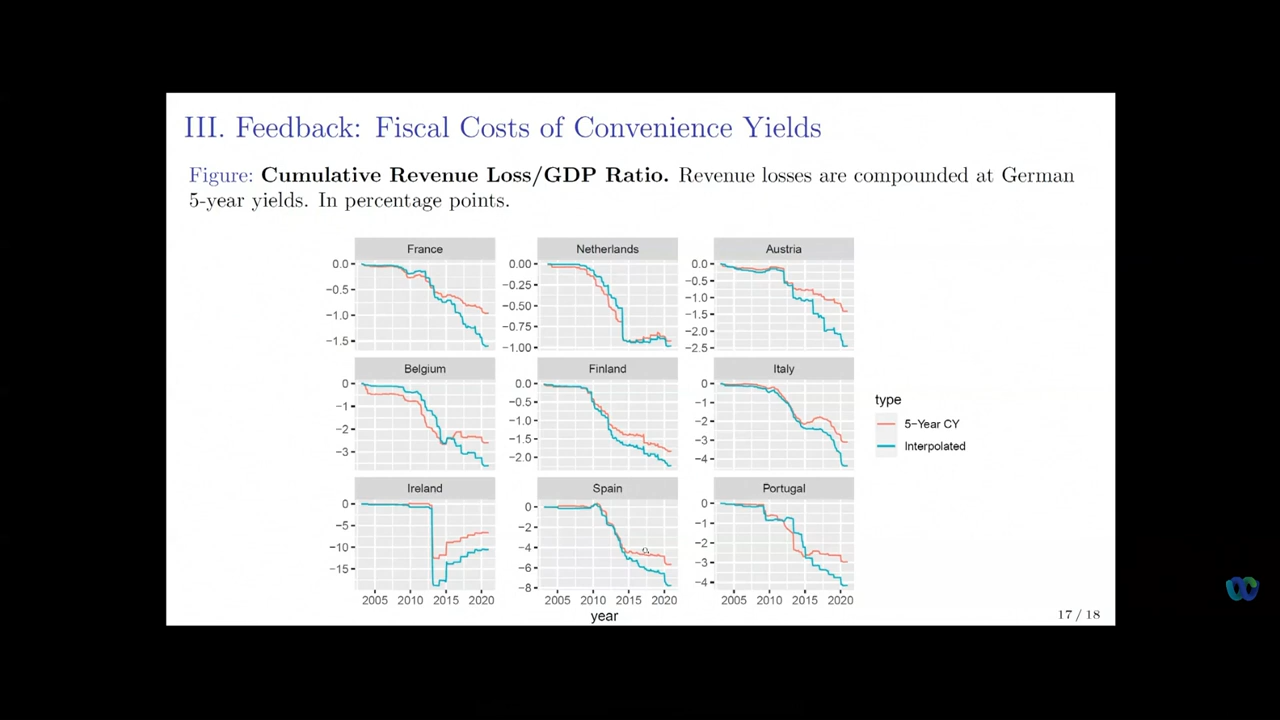 III. Feedback: Fiscal Costs of Convenience Yields
Figure: Cumulative Revenue Loss/GDP Ratio. Revenue losses are compounded at German
5-year yields. In percentage points.
France
Netherlands
Austria
0.0
−0.5
−1.0
−1.5
0.00
−0.25
−0.50
−0.75
−1.00
0.0
−0.5
−1.0
−1.5
−2.0
−2.5
Belgium
Finland
Italy
0
−1
−2
−3
0.0
−0.5
−1.0
−1.5
−2.0
0
−1
−2
−3
−4
type
5−Year CY
Interpolated
Ireland
Spain
Portugal
0
−5
−10
−15
0
−2
−4
−6
−8
0
−1
−2
−3
−4
2005 2010 2015 2020
2005 2010 2015 2020
2005 2010 2015 2020
year
17 / 18